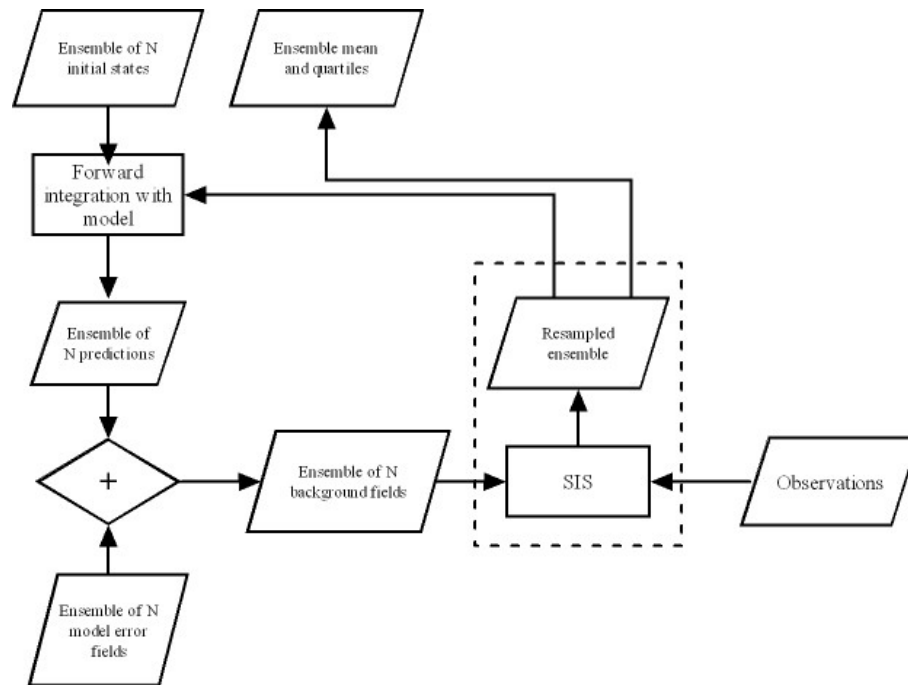 Ensemble of N
initial states
Ensemble mean
and quartiles
Forward
integration with
model
Ensemble of
N predictions
Resampled
ensemble
+
Ensemble of N
background fields
SIS
Observations
Ensemble of N
model error
fields